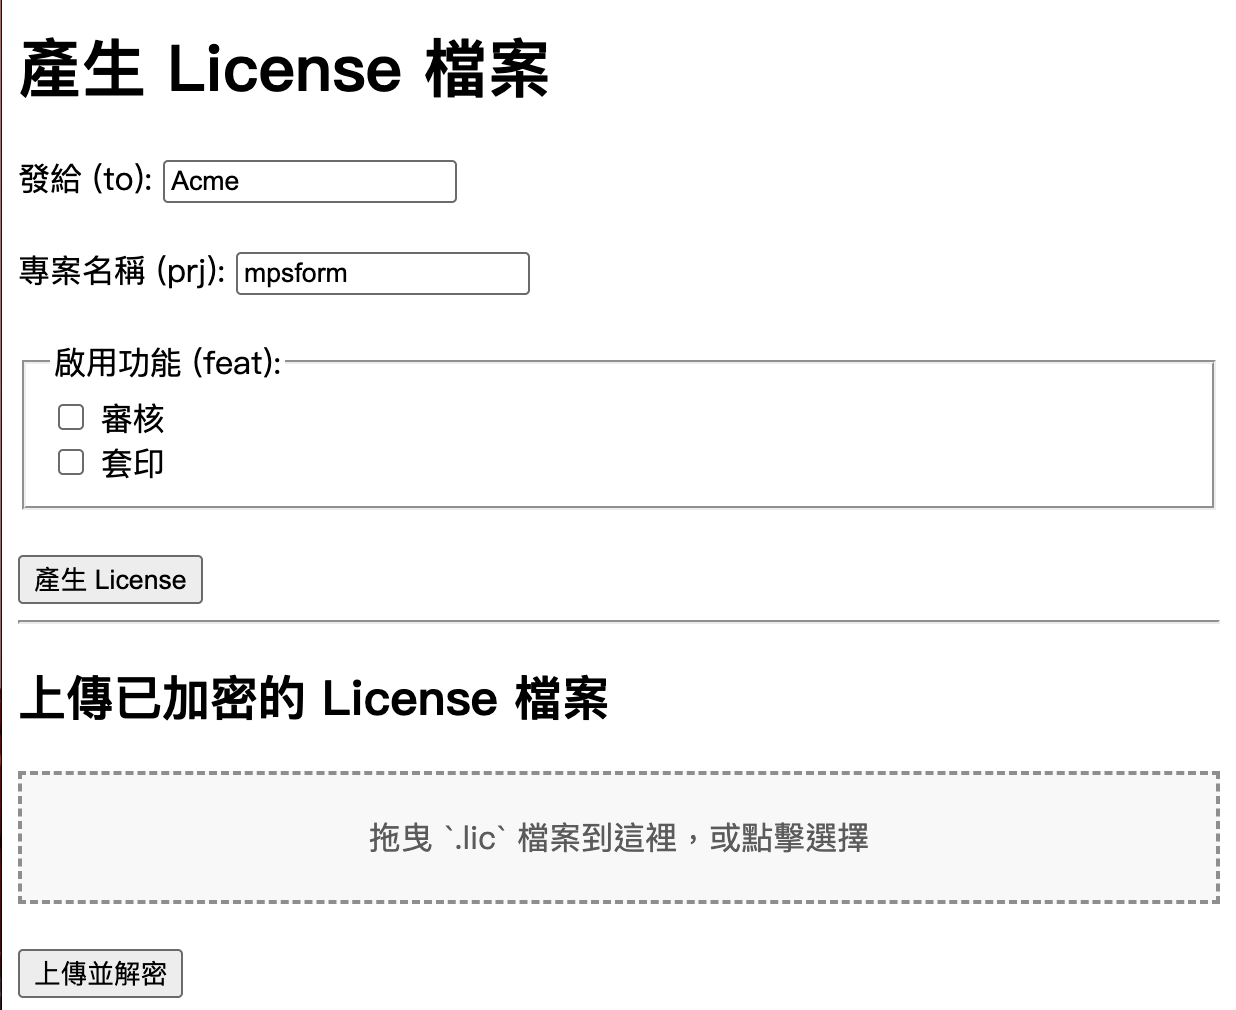 產生 License 檔案
發給 (to): Acme
專案名稱 (prj): mpsform
啟用功能 (feat):
審核
套印
產生 License
上傳已加密的 License 檔案
拖曳 `.lic` 檔案到這裡，或點擊選擇
上傳並解密